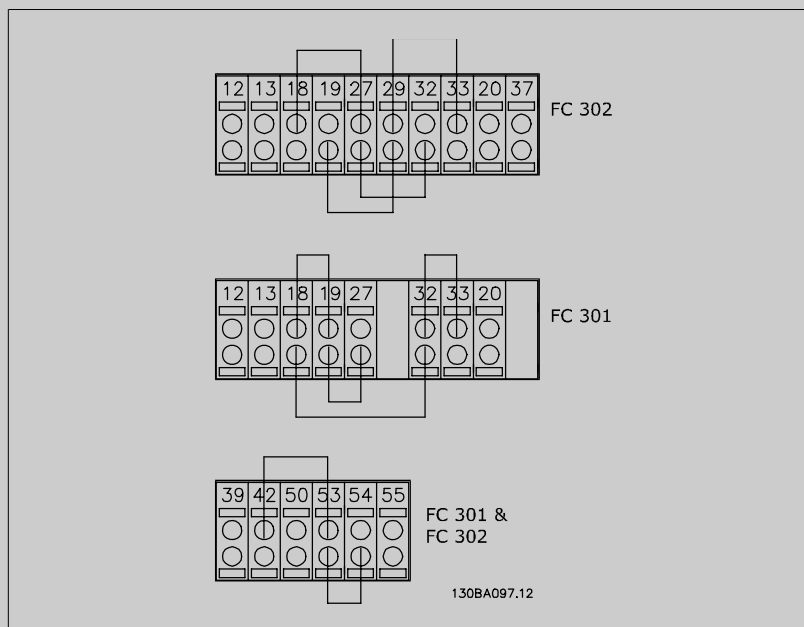 12 13 18 19 27 29 32 33 20 37
FC 302
12 13 18 19 27 32 33 20
FC 301
39 42 50 53 54 55
FC 301 &
FC 302
130BA097.12